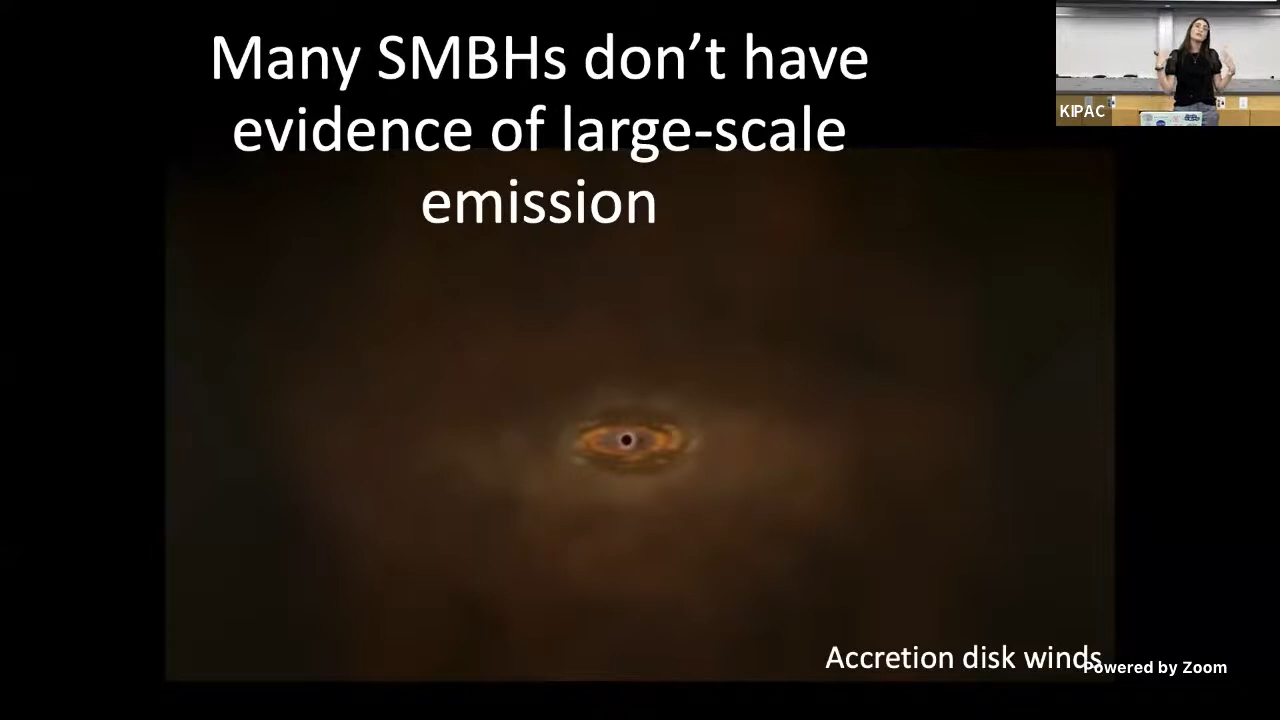 Many SMBHs don’t have
evidence of large-scale
emission
KIPAC
Accretion disk winds
Powered by Zoom